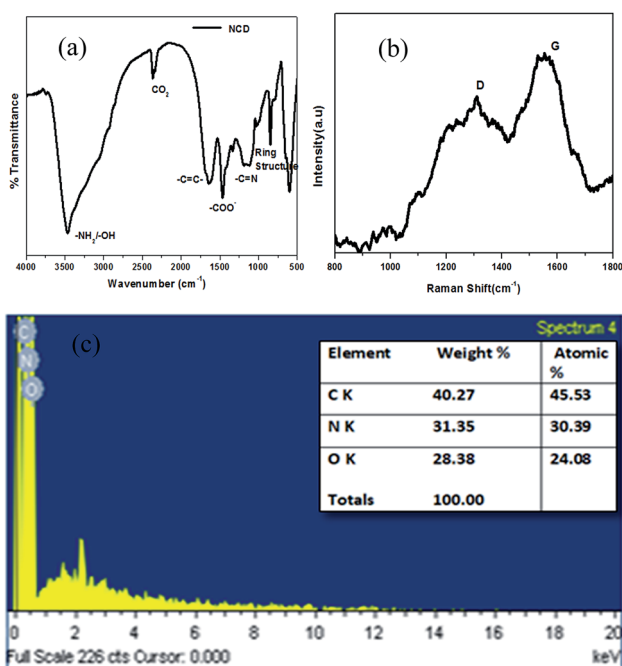 (a)
NCD
CO2
-C=C-
-COO-
-C=N
Ring
Structure
-NH2/-OH
% Transmittance
4000 3500 3000 2500 2000 1500 1000 500
Wavenumber (cm-1)
(b)
D
G
Intensity(a.u)
800 1000 1200 1400 1600 1800
Raman Shift(cm-1)
(c)
Spectrum 4
C
N
O
Element Weight % Atomic
%
C K 40.27 45.53
N K 31.35 30.39
O K 28.38 24.08
Totals 100.00
0 2 4 6 8 10 12 14 16 18 20
Full Scale 226 cts Cursor: 0.000 keV